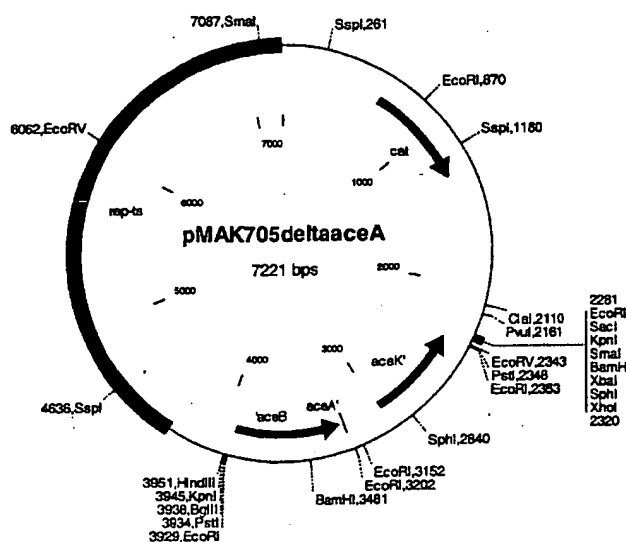 7087,SmaI
SspI,261
EcoRI,870
SspI,1180
cat
7000
1000
6062,EcoRV
6000
rep-ts
pMAK705deltaaceA
7221 bps
2000
5000
ClaI,2110
PvuI,2161
2281
EcoRI
SacI
KpnI
SmaI
BamH
XbaI
SphI
XhoI
2320
EcoRV,2343
PstI,2348
EcoRI,2353
3000
4000
aceK'
aceA'
'aceB
4636,SspI
SphI,2840
EcoRI,3152
EcoRI,3202
BamHI,3481
3951,HindIII
3945,KpnI
3938,BglII
3934,PstI
3929,EcoRI